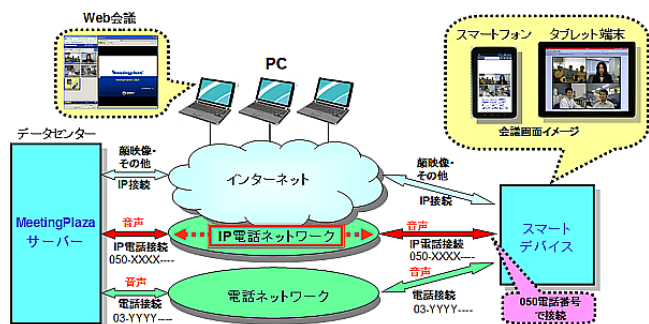 Web会議
PC
スマートフォン
タブレット端末
会議画面イメージ
データセンター
MeetingPlaza
サーバー
顔映像・
その他
IP接続
インターネット
顔映像・
その他
IP接続
音声
IP電話接続
050-XXXX----
IP電話ネットワーク
音声
IP電話接続
050-XXXX----
音声
電話接続
03-YYYY----
電話ネットワーク
音声
電話接続
03-YYYY----
スマート
デバイス
050電話番号
で接続
MeetingPlaza